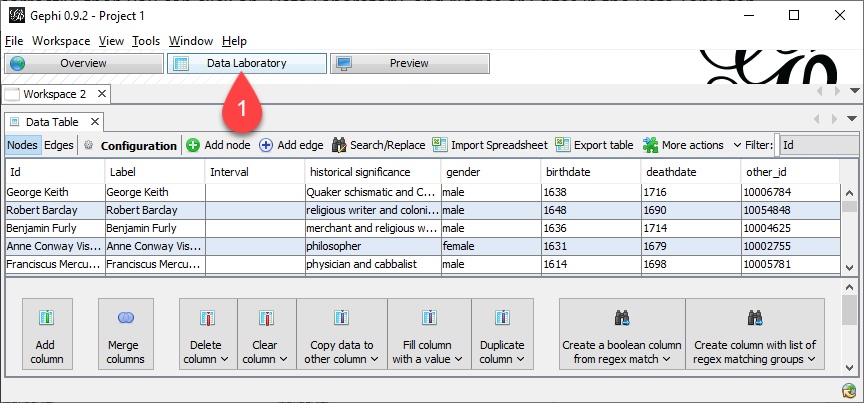 Gephi 0.9.2 - Project 1
File Workspace View Tools Window Help
Overview Data Laboratory Preview
Workspace 2
1
Data Table
Nodes Edges Configuration Add node Add edge Search/Replace Import Spreadsheet Export table More actions Filter: Id
Id Label Interval historical significance gender birthdate deathdate other_id
George Keith George Keith Quaker schismatic and C... male 1638 1716 10006784
Robert Barclay Robert Barclay religious writer and coloni... male 1648 1690 10054848
Benjamin Furly Benjamin Furly merchant and religious w... male 1636 1714 10004625
Anne Conway Vis... Anne Conway Vis... philosopher female 1631 1679 10002755
Franciscus Mercu... Franciscus Mercu... physician and cabbalist male 1614 1698 10005781
Add Merge Delete Clear Copy data to Fill column Duplicate Create a boolean column Create column with list of
column columns column column other column with a value column from regex match regex matching groups